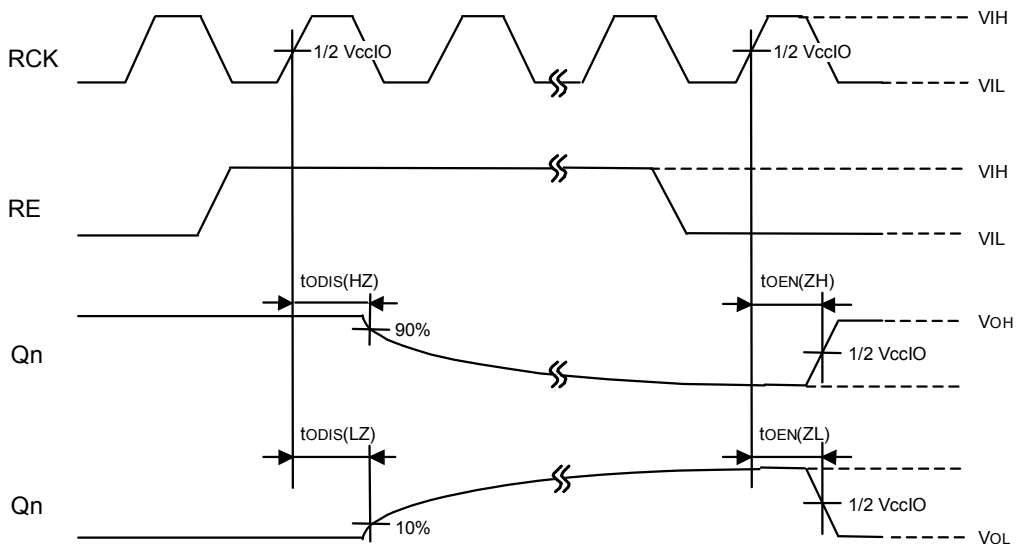 VIH
RCK
1/2 VccIO
1/2 VccIO
VIL
VIH
RE
VIL
tODIS(HZ)
tOEN(ZH)
VOH
90%
Qn
1/2 VccIO
tODIS(LZ)
tOEN(ZL)
Qn
1/2 VccIO
10%
VOL